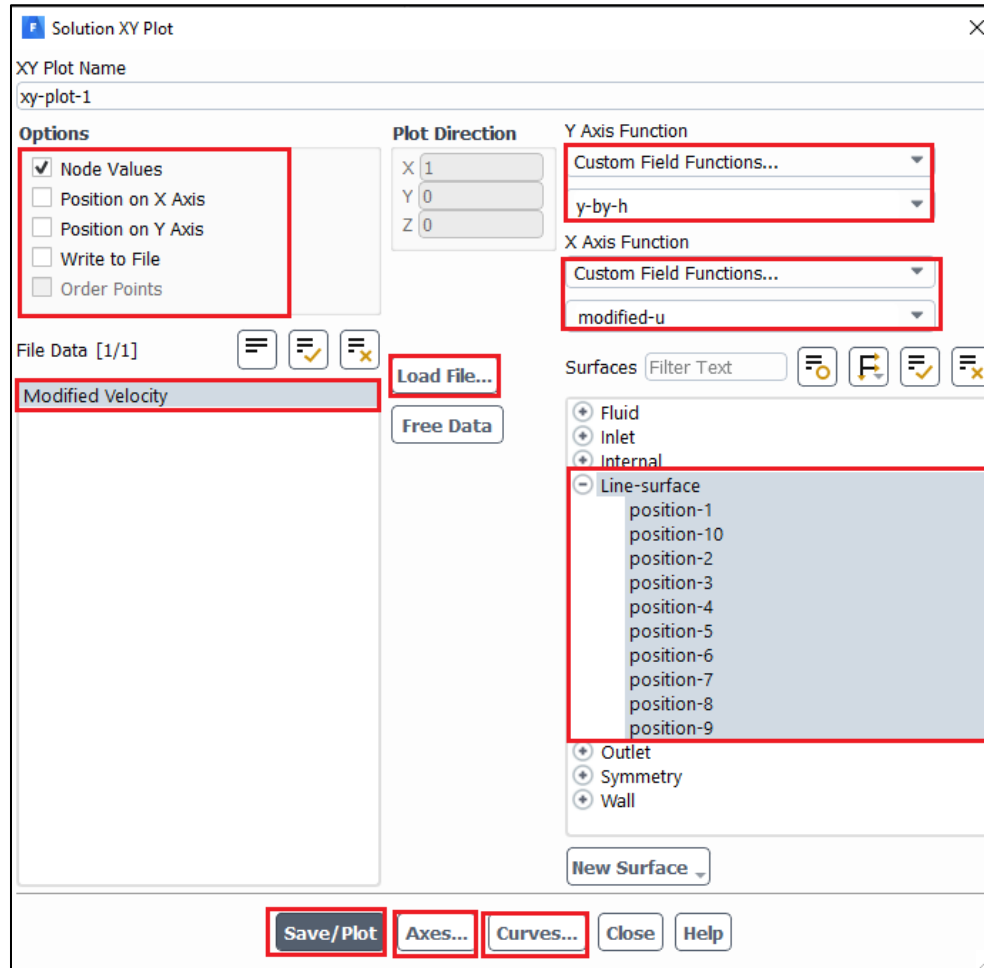 Solution XY Plot
XY Plot Name
xy-plot-1
Options
Node Values
Position on X Axis
Position on Y Axis
Write to File
Order Points
Plot Direction
X 1
Y 0
Z 0
Y Axis Function
Custom Field Functions...
y-by-h
X Axis Function
Custom Field Functions...
modified-u
File Data [1/1]
Modified Velocity
Load File...
Free Data
Surfaces Filter Text
Fluid
Inlet
Internal
Line-surface
position-1
position-10
position-2
position-3
position-4
position-5
position-6
position-7
position-8
position-9
Outlet
Symmetry
Wall
New Surface
Save/Plot Axes... Curves... Close Help